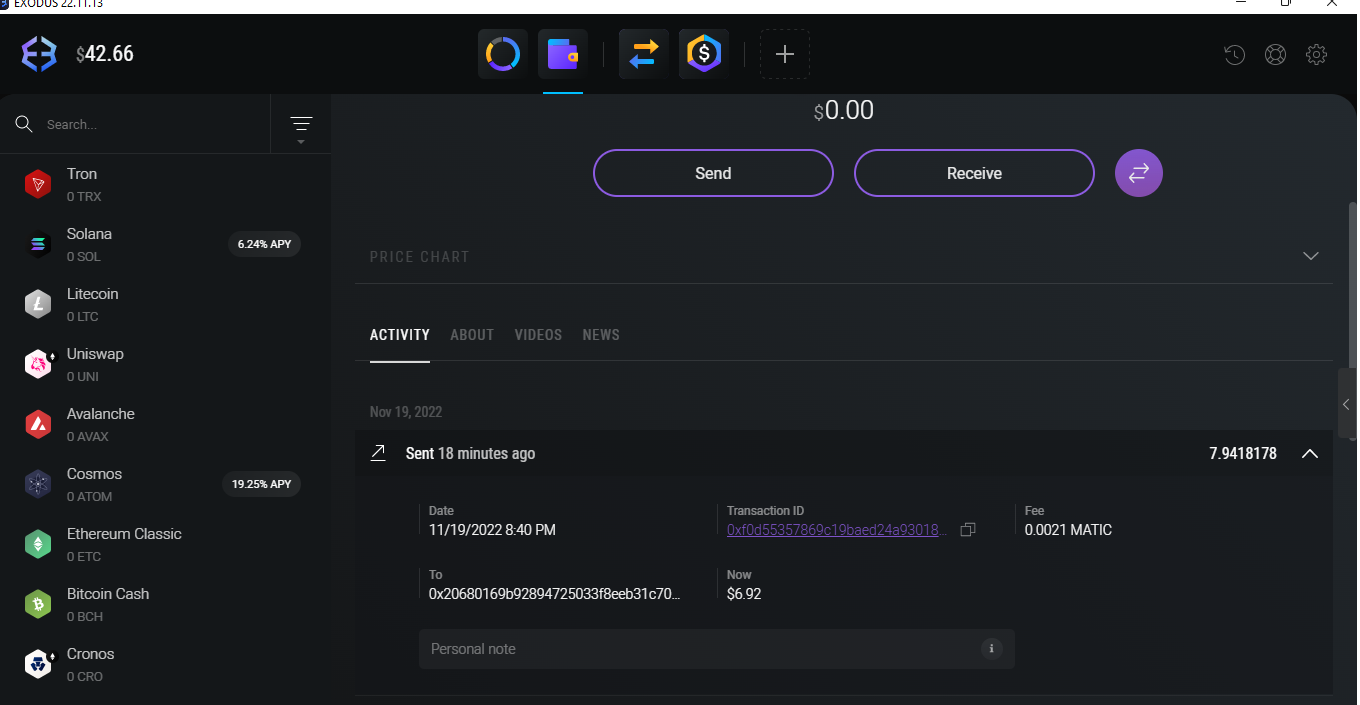 EXODUS 22.11.13
$42.66
Search...
$0.00
Send
Receive
Tron
0 TRX
Solana
0 SOL
6.24% APY
Litecoin
0 LTC
Uniswap
0 UNI
Avalanche
0 AVAX
Cosmos
0 ATOM
19.25% APY
Ethereum Classic
0 ETC
Bitcoin Cash
0 BCH
Cronos
0 CRO
PRICE CHART
ACTIVITY ABOUT VIDEOS NEWS
Nov 19, 2022
Sent 18 minutes ago 7.9418178
Date Transaction ID Fee
11/19/2022 8:40 PM 0xf0d55357869c19baed24a93018... 0.0021 MATIC
To Now
0x20680169b92894725033f8eeb31c70... $6.92
Personal note